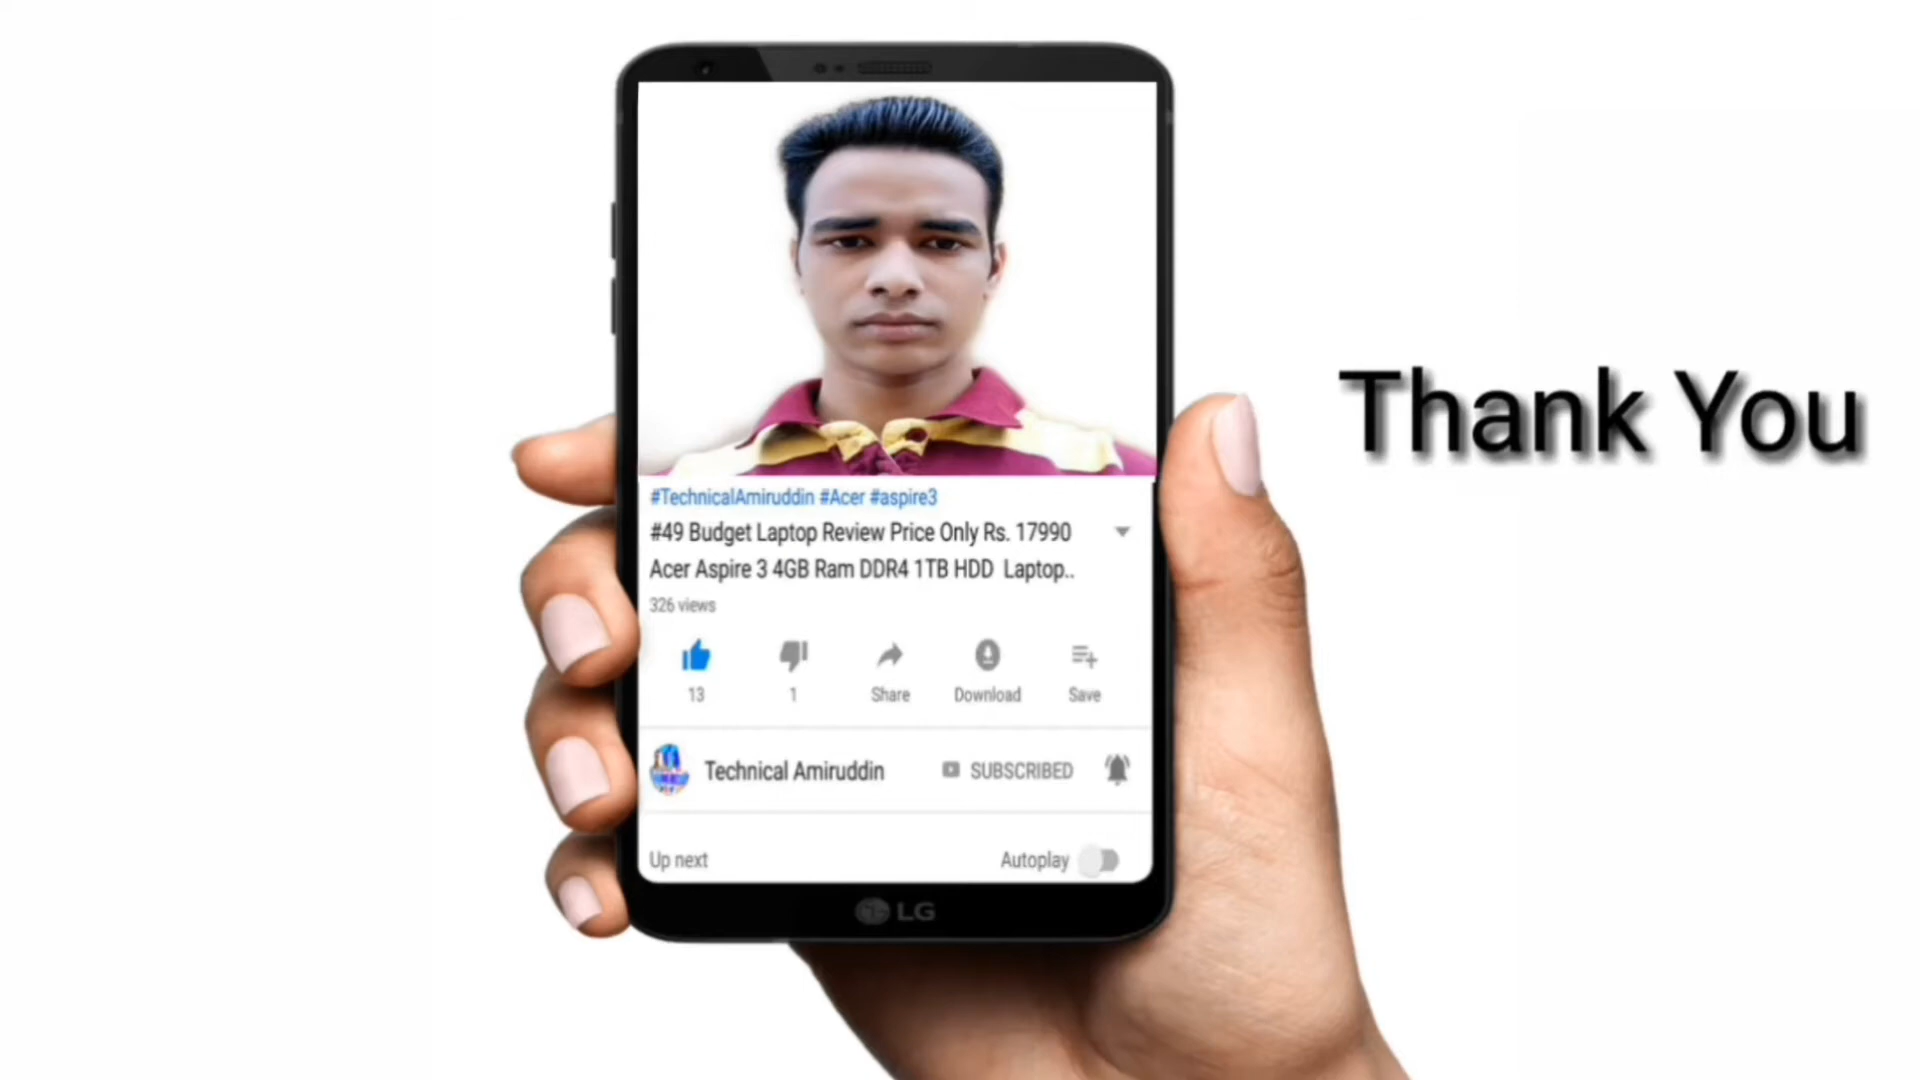 #TechnicalAmiruddin #Acer #aspire3
#49 Budget Laptop Review Price Only Rs. 17990
Acer Aspire 3 4GB Ram DDR4 1TB HDD Laptop..
326 views
13 1 Share Download Save
Technical Amiruddin SUBSCRIBED
Up next Autoplay
LG
Thank You